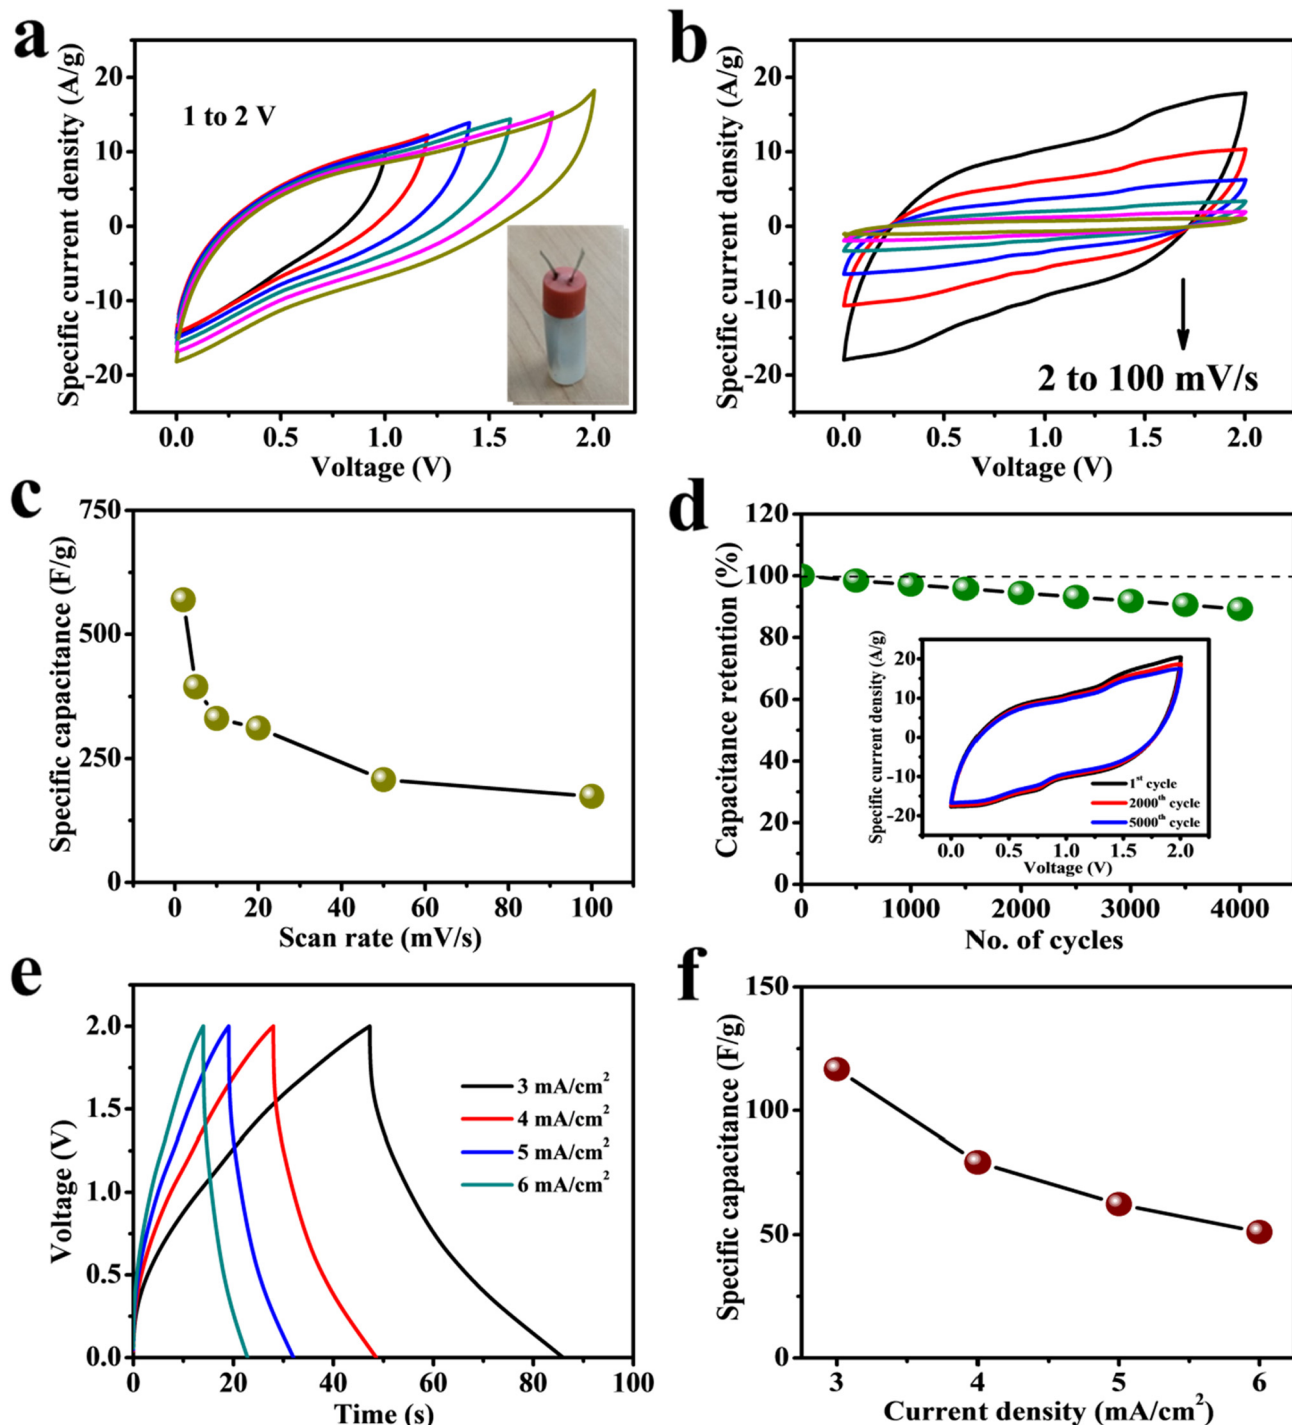 a
Specific current density (A/g)
20
10
0
-10
-20
1 to 2 V
0.0 0.5 1.0 1.5 2.0
Voltage (V)
b
Specific current density (A/g)
20
10
0
-10
-20
2 to 100 mV/s
0.0 0.5 1.0 1.5 2.0
Voltage (V)
c
Specific capacitance (F/g)
750
500
250
0
0 20 40 60 80 100
Scan rate (mV/s)
d
Capacitance retention (%)
120
100
80
60
40
20
0
Specific current density (A/g)
20
10
0
-10
-20
1st cycle
2000th cycle
5000th cycle
0.0 0.5 1.0 1.5 2.0
Voltage (V)
0 1000 2000 3000 4000
No. of cycles
e
Voltage (V)
2.0
1.5
1.0
0.5
0.0
3 mA/cm²
4 mA/cm²
5 mA/cm²
6 mA/cm²
0 20 40 60 80 100
Time (s)
f
Specific capacitance (F/g)
150
100
50
0
3 4 5 6
Current density (mA/cm²)